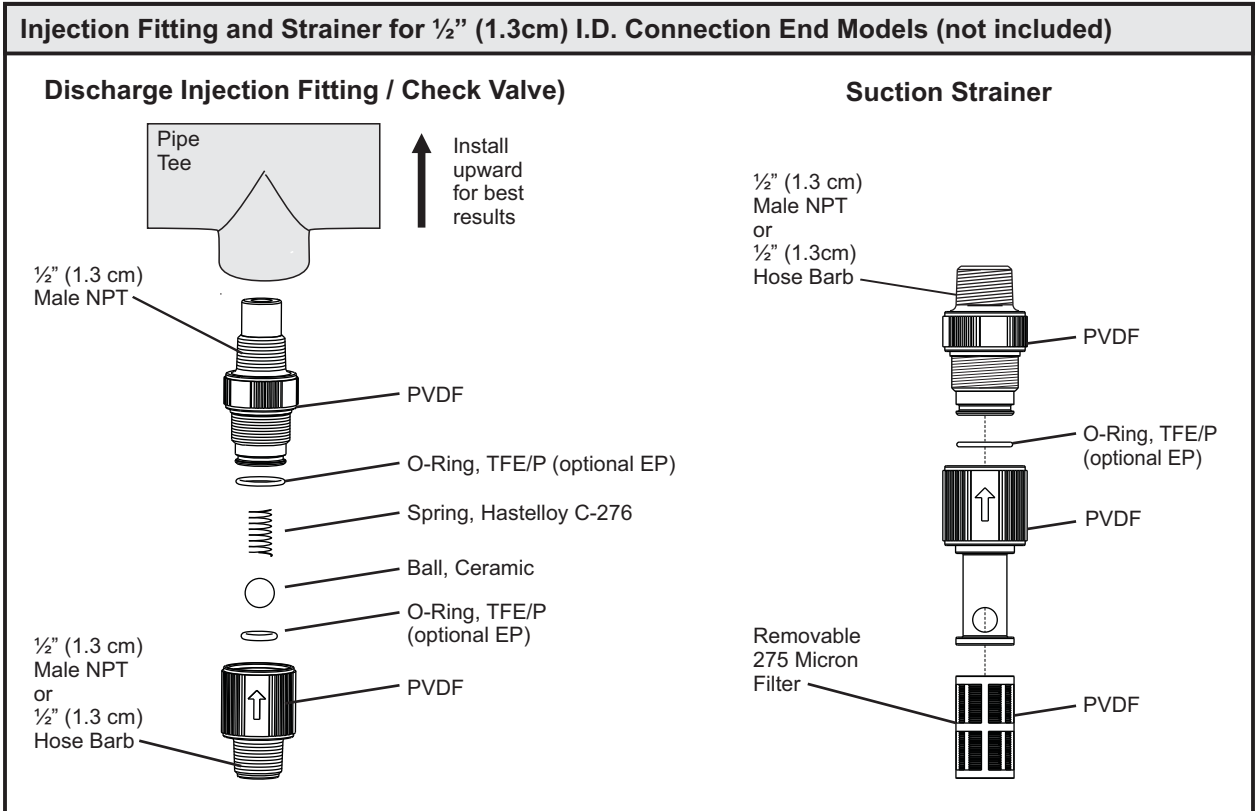 Injection Fitting and Strainer for ½” (1.3cm) I.D. Connection End Models (not included)
Discharge Injection Fitting / Check Valve)
Pipe
Tee
Install
upward
for best
results
½” (1.3 cm)
Male NPT
PVDF
O-Ring, TFE/P (optional EP)
Spring, Hastelloy C-276
Ball, Ceramic
O-Ring, TFE/P
(optional EP)
½” (1.3 cm)
Male NPT
or
½” (1.3 cm)
Hose Barb
PVDF
Suction Strainer
½” (1.3 cm)
Male NPT
or
½” (1.3cm)
Hose Barb
PVDF
O-Ring, TFE/P
(optional EP)
PVDF
Removable
275 Micron
Filter
PVDF